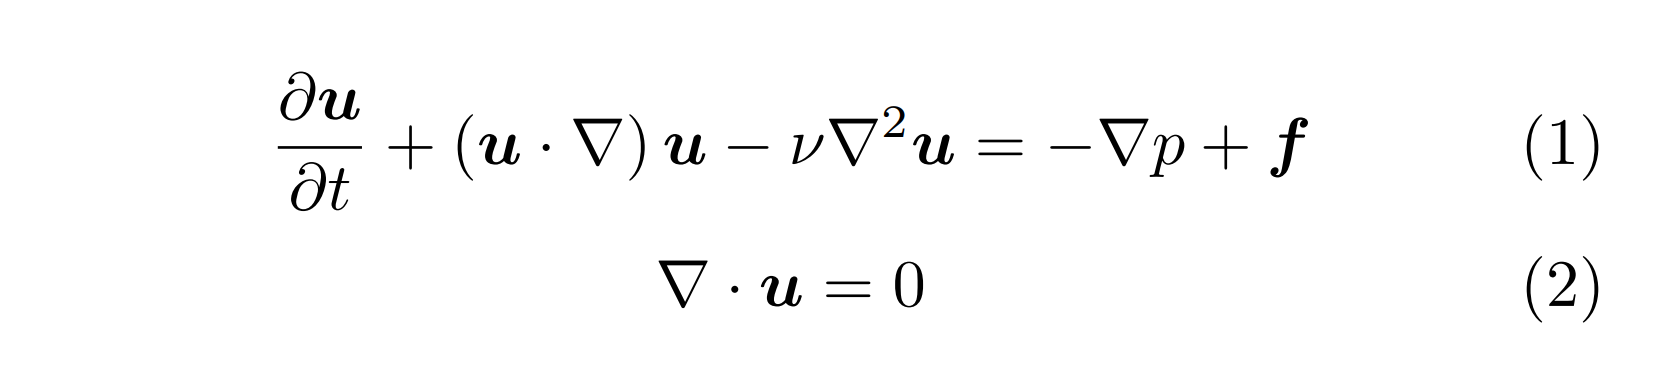 ∂𝒖/∂t + (𝒖 · ∇) 𝒖 − ν∇²𝒖 = −∇p + 𝒇 (1)
∇ · 𝒖 = 0 (2)